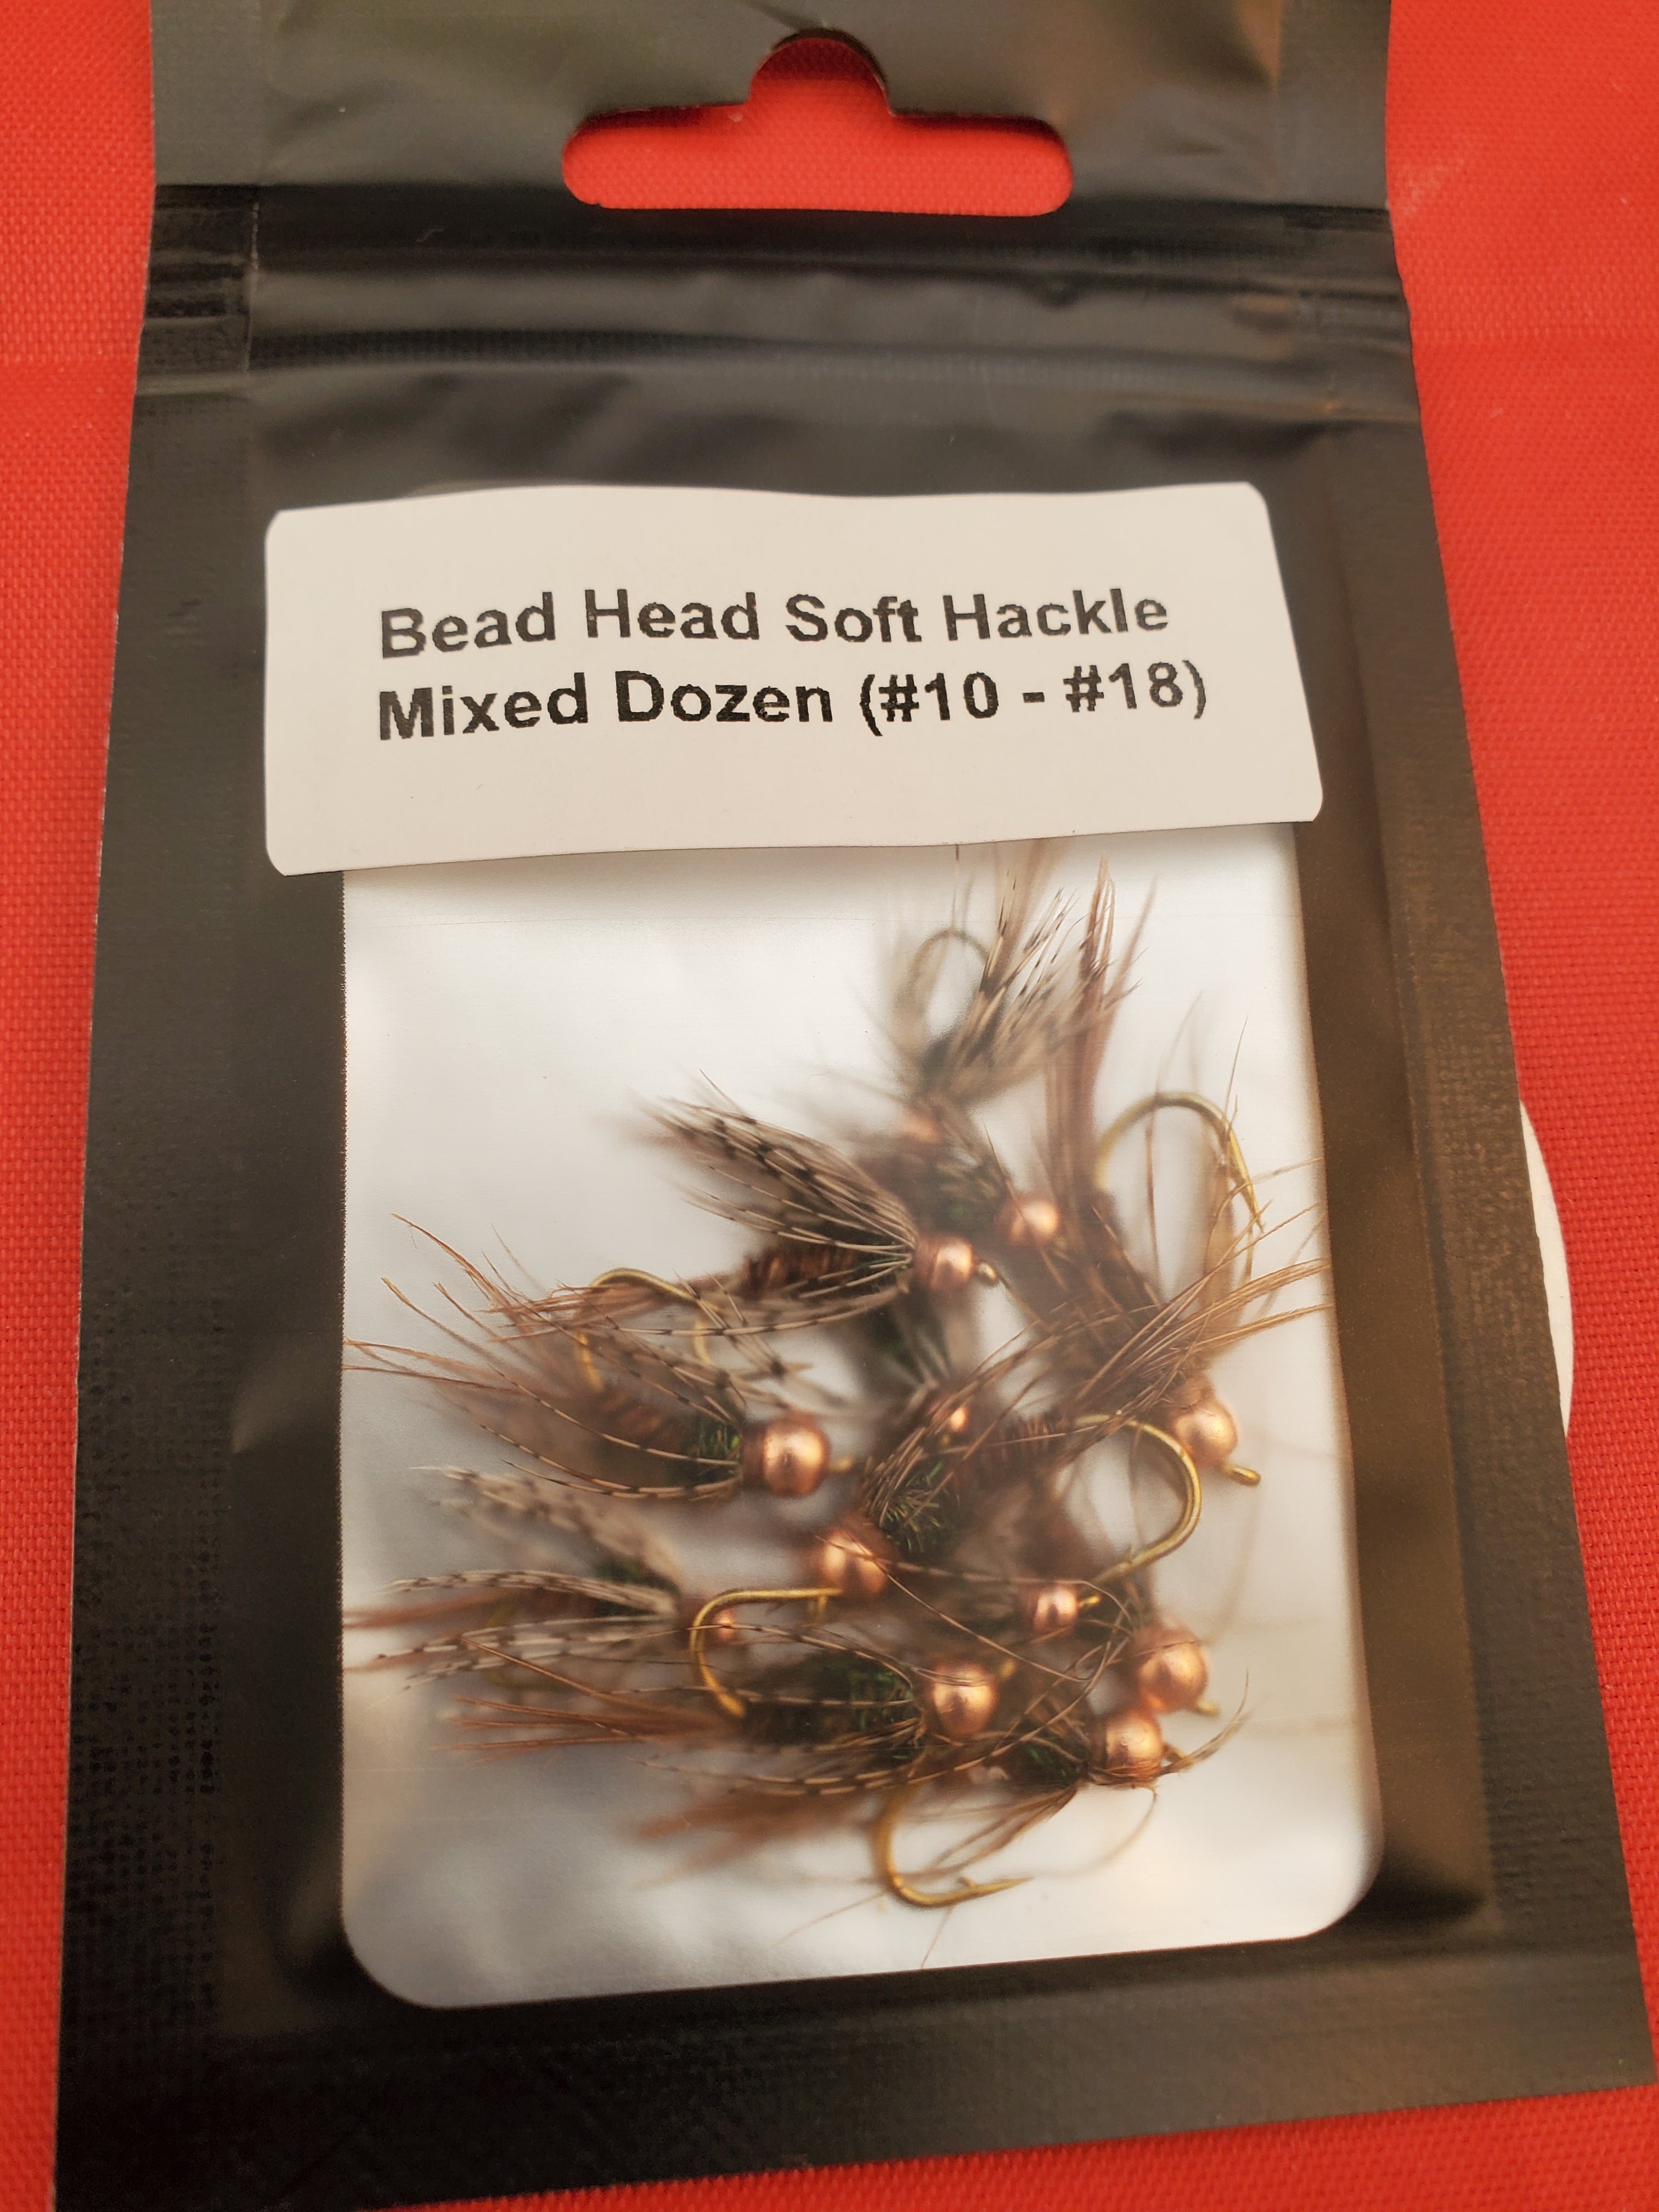 Bead Head Soft Hackle
Mixed Dozen (#10 - #18)